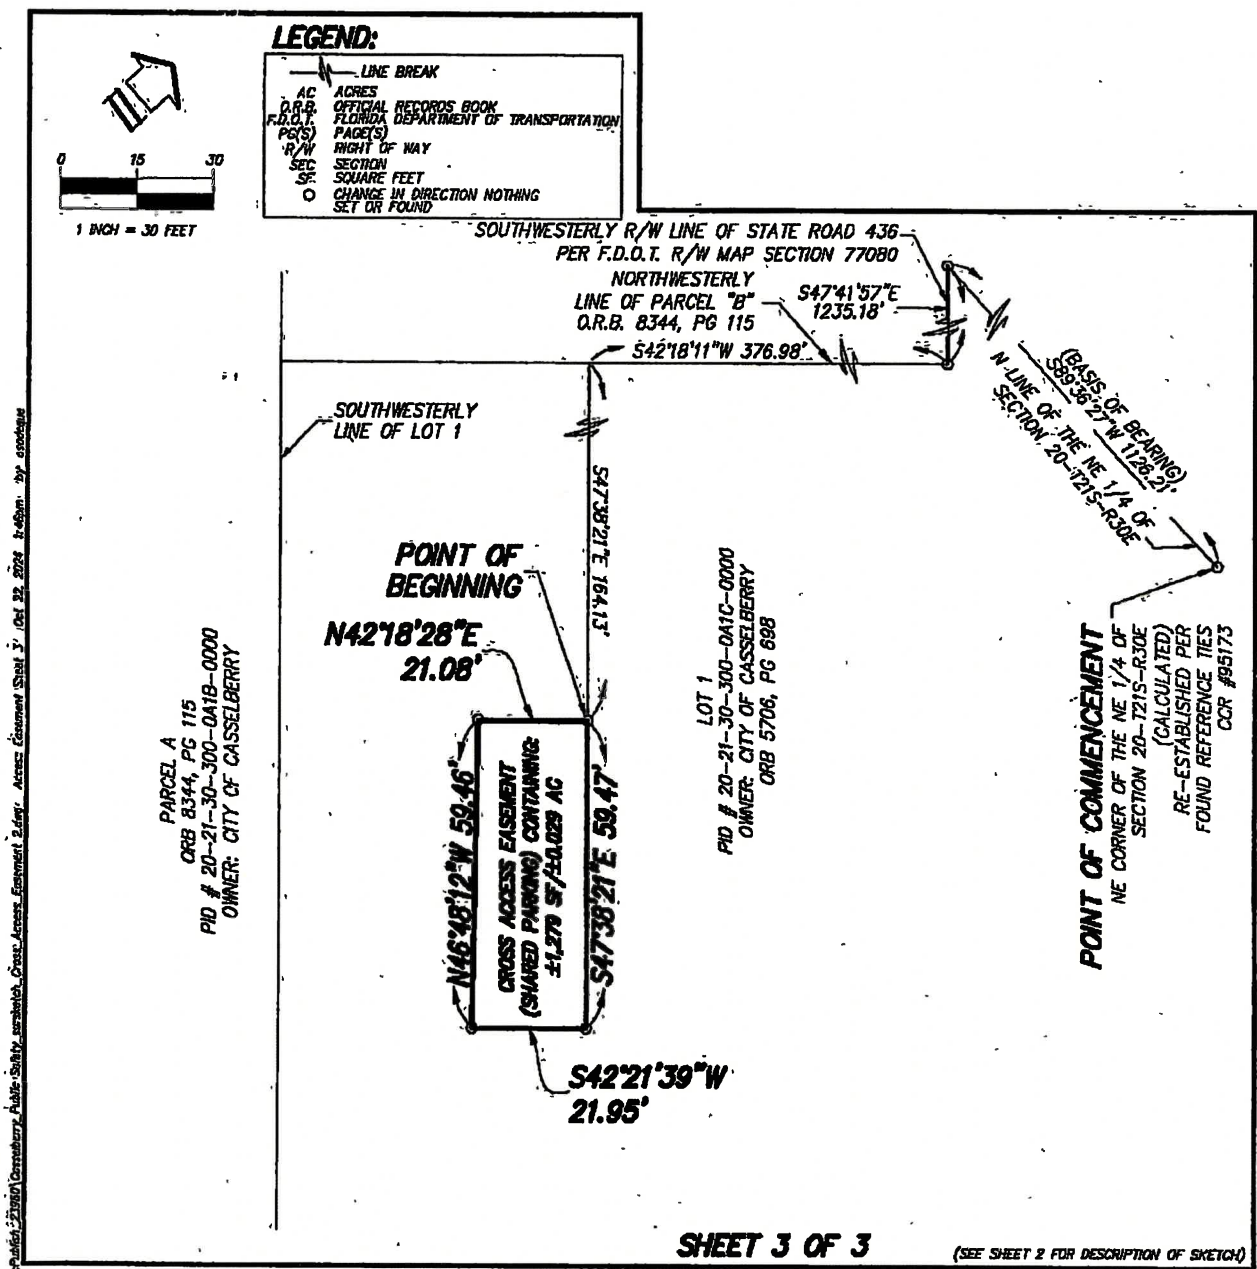 LEGEND:
LINE BREAK
AC ACRES
O.R.B. OFFICIAL RECORDS BOOK
F.D.O.T. FLORIDA DEPARTMENT OF TRANSPORTATION
PG(S) PAGE(S)
R/W RIGHT OF WAY
SEC SECTION
SF SQUARE FEET
CHANGE IN DIRECTION NOTHING
SET OR FOUND
0 15 30
1 INCH = 30 FEET
SOUTHWESTERLY R/W LINE OF STATE ROAD 436
PER F.D.O.T. R/W MAP SECTION 77080
NORTHWESTERLY
LINE OF PARCEL "B"
O.R.B. 8344, PG 115
S47°41'57"E
1235.18'
S42°18'11"W 376.98'
(BASIS OF BEARING)
S89°36'27"W 1126.21'
N LINE OF THE NE 1/4 OF
SECTION 20-T21S-R30E
SOUTHWESTERLY
LINE OF LOT 1
S47°38'21"E 164.13'
POINT OF
BEGINNING
N42°18'28"E
21.08'
PARCEL A
ORB 8344, PG 115
PID # 20-21-30-300-0A1B-0000
OWNER: CITY OF CASSELBERRY
N46°48'12"W 59.46'
CROSS ACCESS EASEMENT
(SHARED PARKING) CONTAINING:
±1,279 SF/±0.029 AC
S47°38'21"E 59.47'
LOT 1
PID # 20-21-30-300-0A1C-0000
OWNER: CITY OF CASSELBERRY
ORB 5706, PG 698
POINT OF COMMENCEMENT
NE CORNER OF THE NE 1/4 OF
SECTION 20-T21S-R30E
(CALCULATED)
RE-ESTABLISHED PER
FOUND REFERENCE TIES
CCR #95173
S42°21'39"W
21.95'
SHEET 3 OF 3
(SEE SHEET 2 FOR DESCRIPTION OF SKETCH)
Access Easement Sheet 3 Oct 22, 2024 by